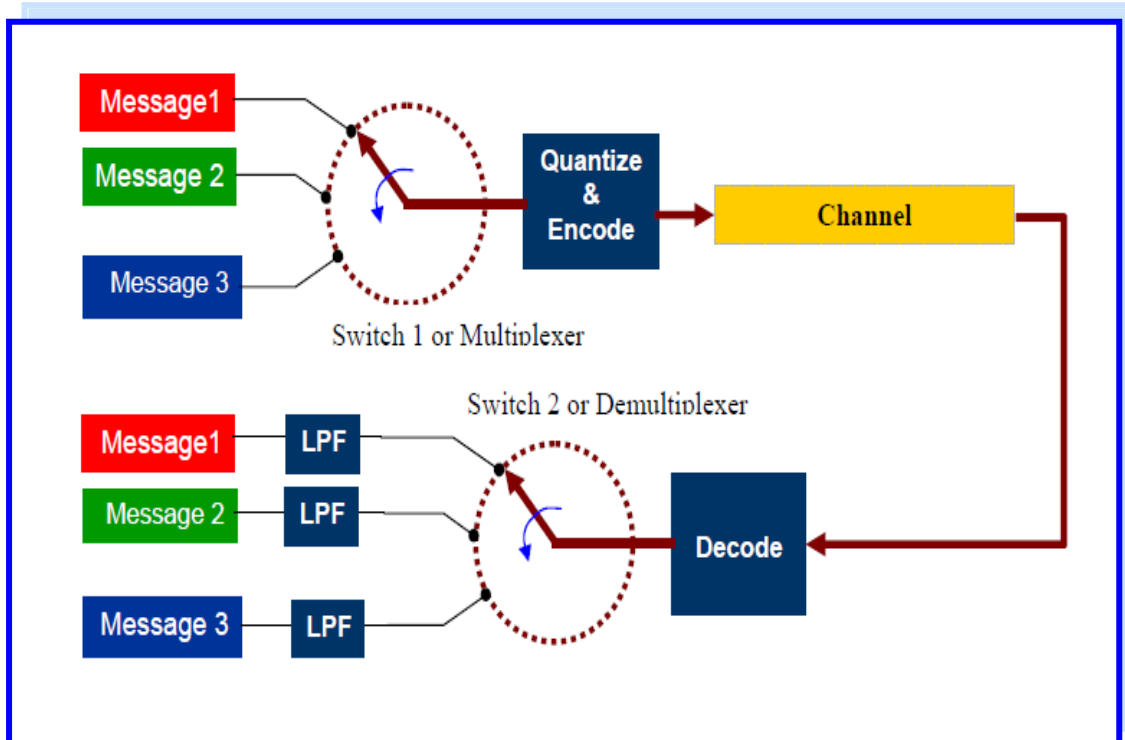 Message1
Message 2
Message 3
Quantize
&
Encode
Channel
Switch 1 or Multiplexer
Switch 2 or Demultiplexer
Message1
LPF
Message 2
LPF
Message 3
LPF
Decode